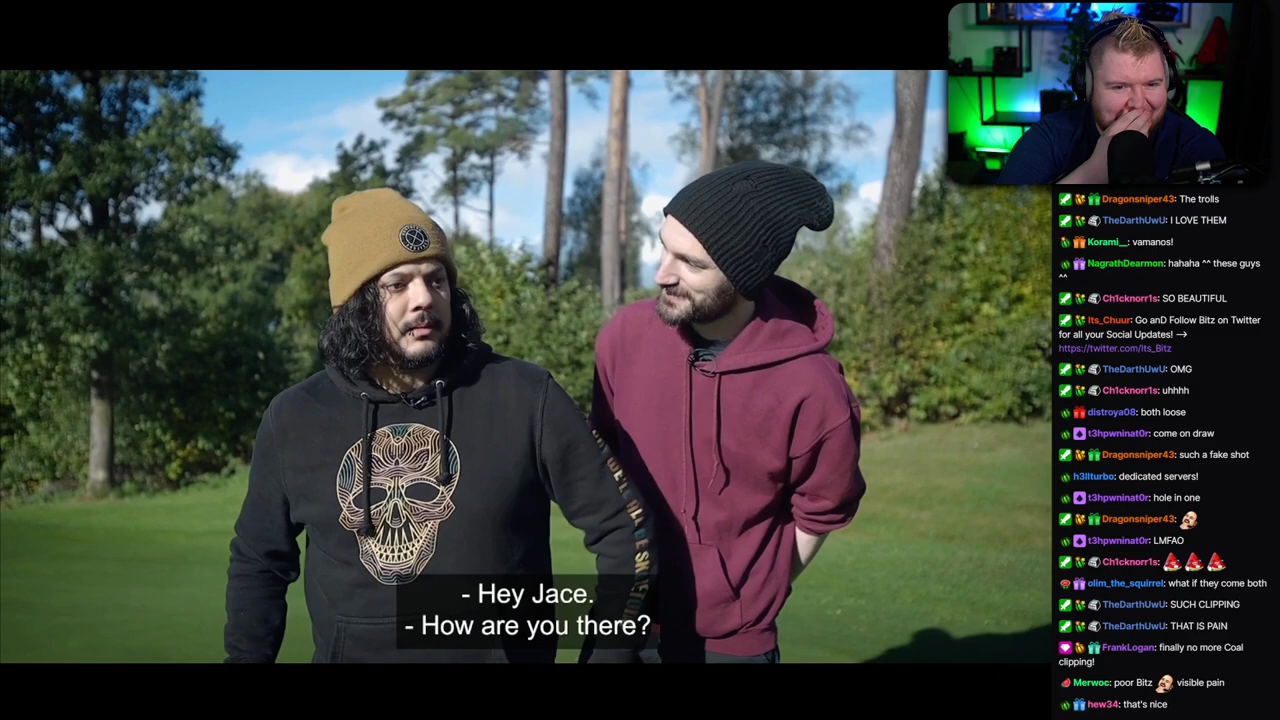 Dragonsniper43: The trolls
TheDarthUwU: I LOVE THEM
Korami__: vamanos!
NagrathDearmon: hahaha ^^ these guys
^^
Ch1cknorr1s: SO BEAUTIFUL
Its_Chuur: Go anD Follow Bitz on Twitter
for all your Social Updates! -->
https://twitter.com/Its_Bitz
TheDarthUwU: OMG
Ch1cknorr1s: uhhhh
distroya08: both loose
t3hpwninat0r: come on draw
Dragonsniper43: such a fake shot
h3llturbo: dedicated servers!
t3hpwninat0r: hole in one
Dragonsniper43:
t3hpwninat0r: LMFAO
Ch1cknorr1s:
olim_the_squirrel: what if they come both
TheDarthUwU: SUCH CLIPPING
TheDarthUwU: THAT IS PAIN
FrankLogan: finally no more Coal
clipping!
Merwoc: poor Bitz visible pain
hew34: that's nice
- Hey Jace.
- How are you there?